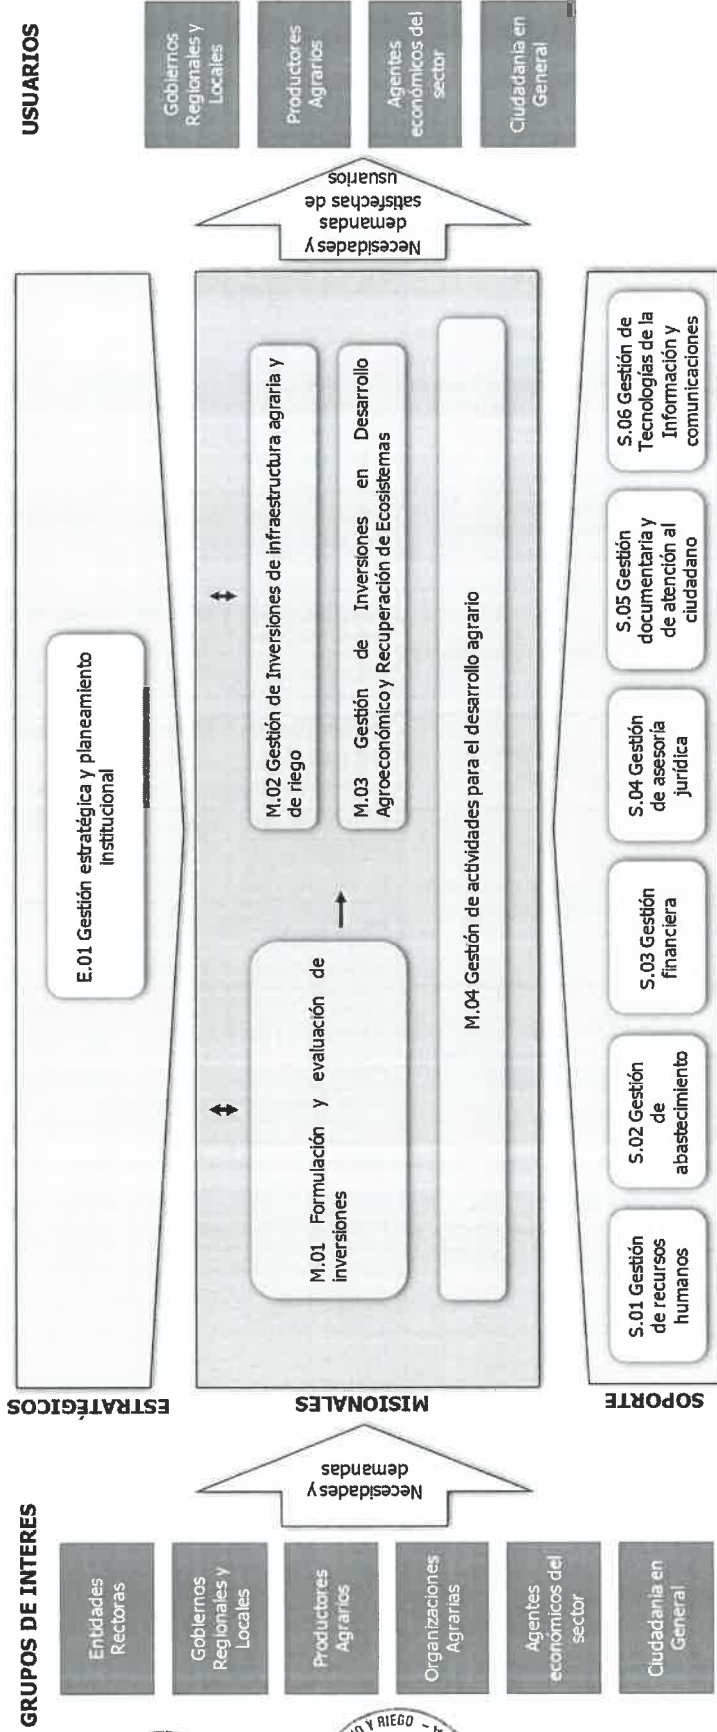 GRUPOS DE INTERES
Entidades
Rectoras
Gobiernos
Regionales y
Locales
Productores
Agrarios
Organizaciones
Agrarias
Agentes
económicos del
sector
Ciudadania en
General
Necesidades y
demandas
ESTRATÉGICOS
E.01 Gestión estratégica y planeamiento
institucional
MISIONALES
M.01 Formulación y evaluación de
inversiones
M.02 Gestión de Inversiones de infraestructura agraria y
de riego
M.03 Gestión de Inversiones en Desarrollo
Agroeconómico y Recuperación de Ecosistemas
M.04 Gestión de actividades para el desarrollo agrario
SOPORTE
S.01 Gestión
de recursos
humanos
S.02 Gestión
de
abastecimiento
S.03 Gestión
financiera
S.04 Gestión
de asesoría
jurídica
S.05 Gestión
documentaria y
de atención al
ciudadano
S.06 Gestión de
Tecnologías de la
Información y
comunicaciones
Necesidades y
demandas
satisfechas de
usuarios
USUARIOS
Gobiernos
Regionales y
Locales
Productores
Agrarios
Agentes
económicos del
sector
Ciudadania en
General
Y RIEGO